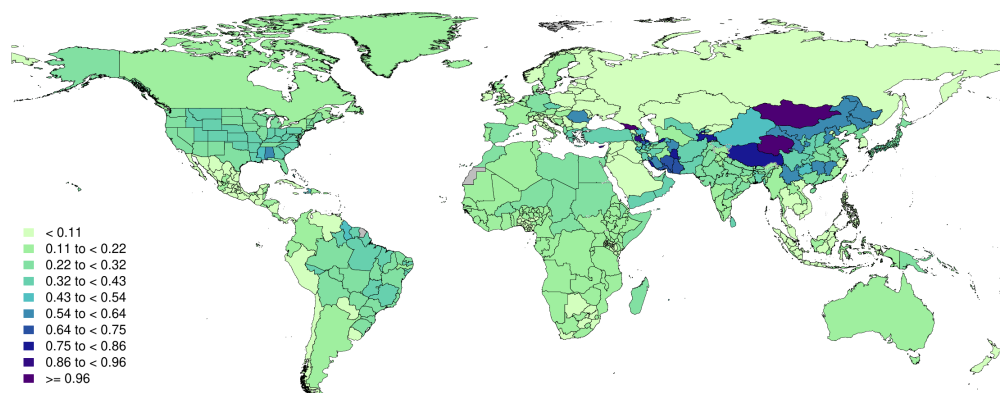 < 0.11
0.11 to < 0.22
0.22 to < 0.32
0.32 to < 0.43
0.43 to < 0.54
0.54 to < 0.64
0.64 to < 0.75
0.75 to < 0.86
0.86 to < 0.96
>= 0.96